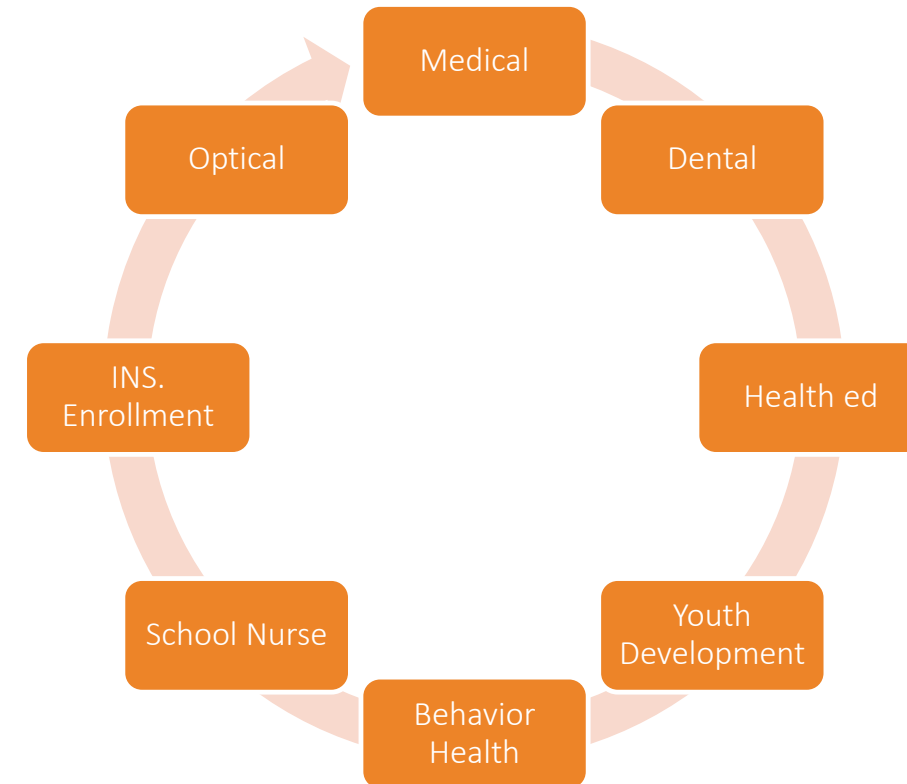 Medical
Dental
Health ed
Youth
Development
Behavior
Health
School Nurse
INS.
Enrollment
Optical